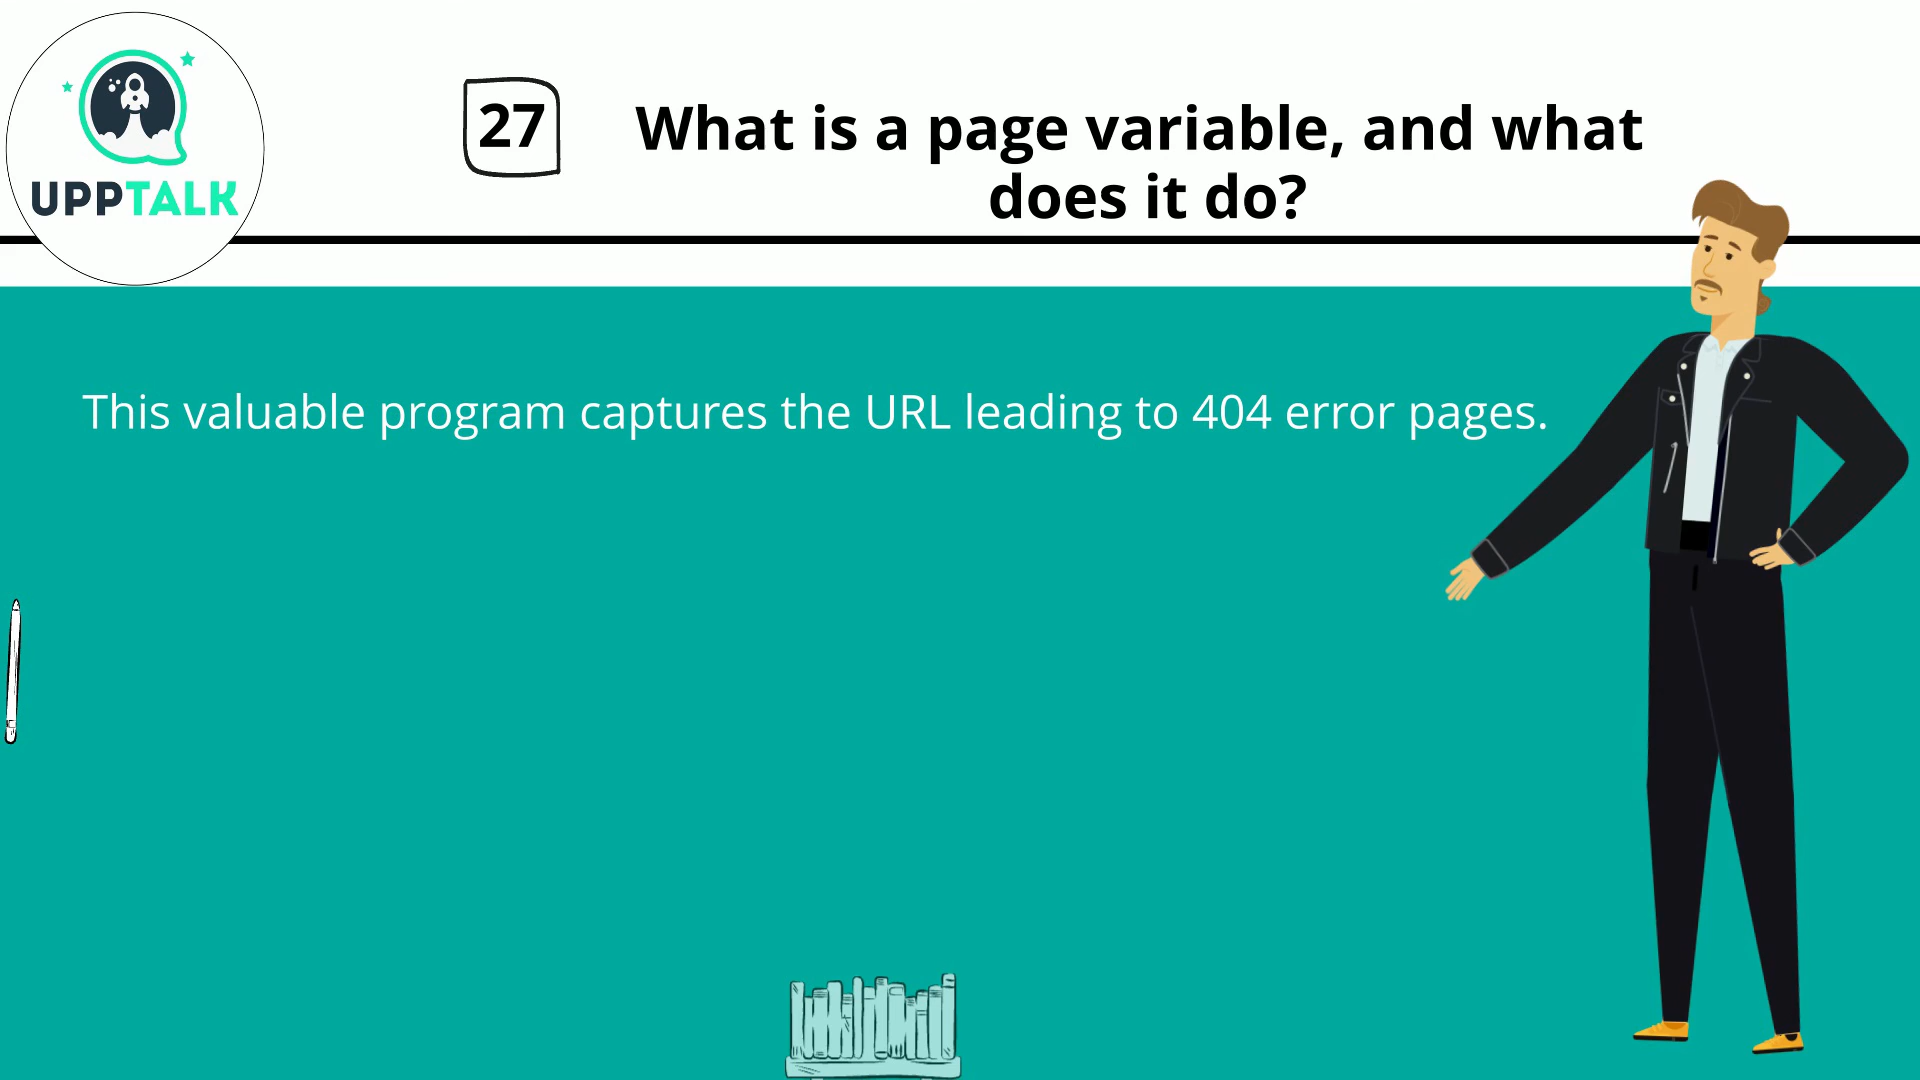 UPPTALK
27
What is a page variable, and what
does it do?
This valuable program captures the URL leading to 404 error pages.